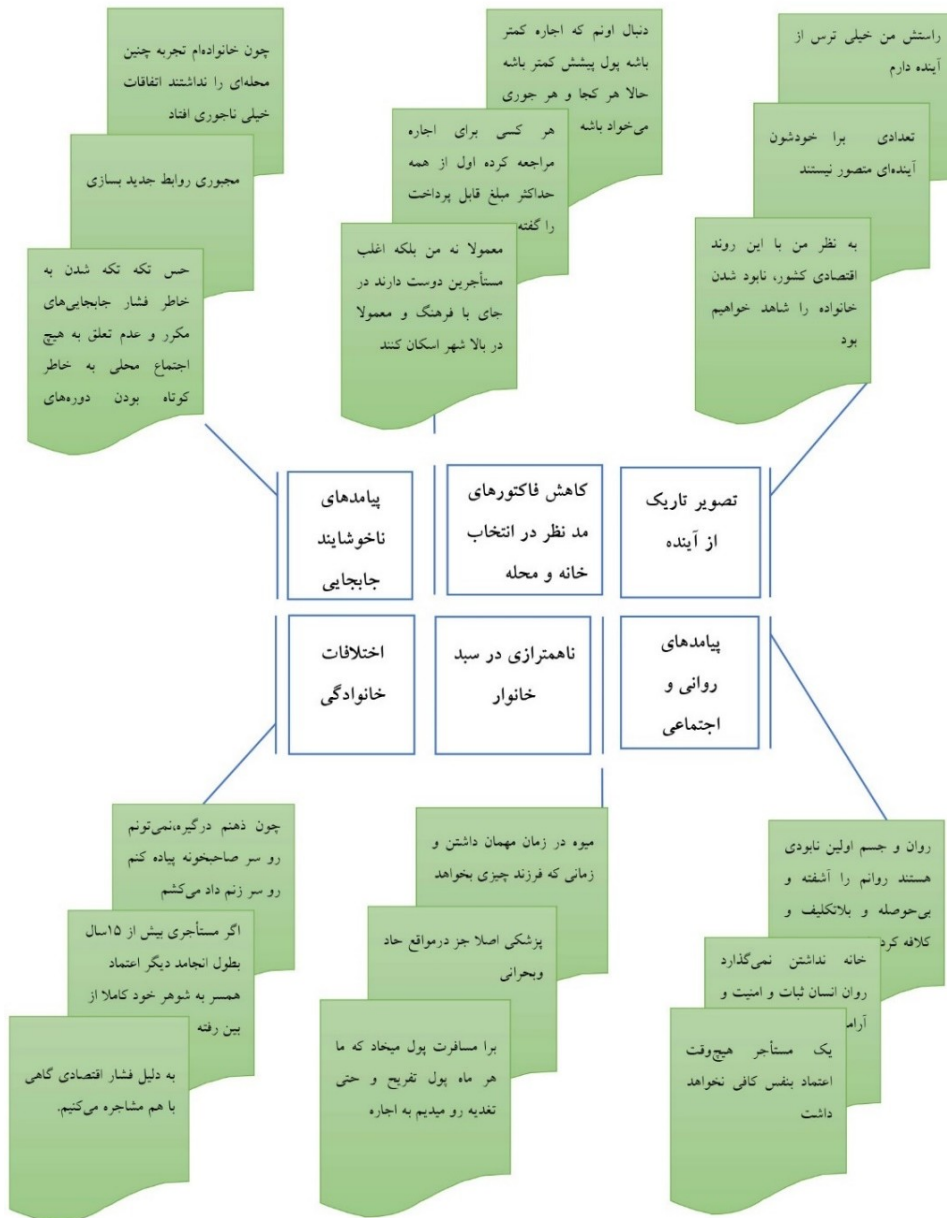 راستش من خیلی ترس از
آینده دارم
تعدادی برا خودشون
آینده‌ای متصور نیستند
به نظر من با این روند
اقتصادی کشور، نابود شدن
خانواده را شاهد خواهیم
بود
دنبال اونم که اجاره کمتر
باشه پول پیشش کمتر باشه
حالا هر کجا و هر جوری
می‌خواد باشه
هر کسی برای اجاره
مراجعه کرده اول از همه
حداکثر مبلغ قابل پرداخت
را گفته
معمولا نه من بلکه اغلب
مستأجرین دوست دارند در
جای با فرهنگ و معمولا
در بالا شهر اسکان کنند
چون خانواده‌ام تجربه چنین
محله‌ای را نداشتند اتفاقات
خیلی ناجوری افتاد
مجبوری روابط جدید بسازی
حس تکه تکه شدن به
خاطر فشار جابجایی‌های
مکرر و عدم تعلق به هیچ
اجتماع محلی به خاطر
کوتاه بودن دوره‌های
تصویر تاریک
از آینده
کاهش فاکتورهای
مد نظر در انتخاب
خانه و محله
پیامدهای
ناخوشایند
جابجایی
پیامدهای
روانی و
اجتماعی
ناهمترازی در سبد
خانوار
اختلافات
خانوادگی
روان و جسم اولین نابودی
هستند روانم را آشفته و
بی‌حوصله و بلاتکلیف و
کلافه کرد
خانه نداشتن نمی‌گذارد
روان انسان ثبات و امنیت و
آرام
یک مستأجر هیچ‌وقت
اعتماد بنفس کافی نخواهد
داشت
میوه در زمان مهمان داشتن و
زمانی که فرزند چیزی بخواهد
پزشکی اصلا جز درمواقع حاد
وبحرانی
برا مسافرت پول میخاد که ما
هر ماه پول تفریح و حتی
تغدیه رو میدیم به اجاره
چون ذهنم درگیره،نمی‌تونم
رو سر صاحبخونه پیاده کنم
رو سر زنم داد می‌کشم
اگر مستأجری بیش از ۱۵سال
بطول انجامد دیگر اعتماد
همسر به شوهر خود کاملا از
بین رفته
به دلیل فشار اقتصادی گاهی
با هم مشاجره می‌کنیم.